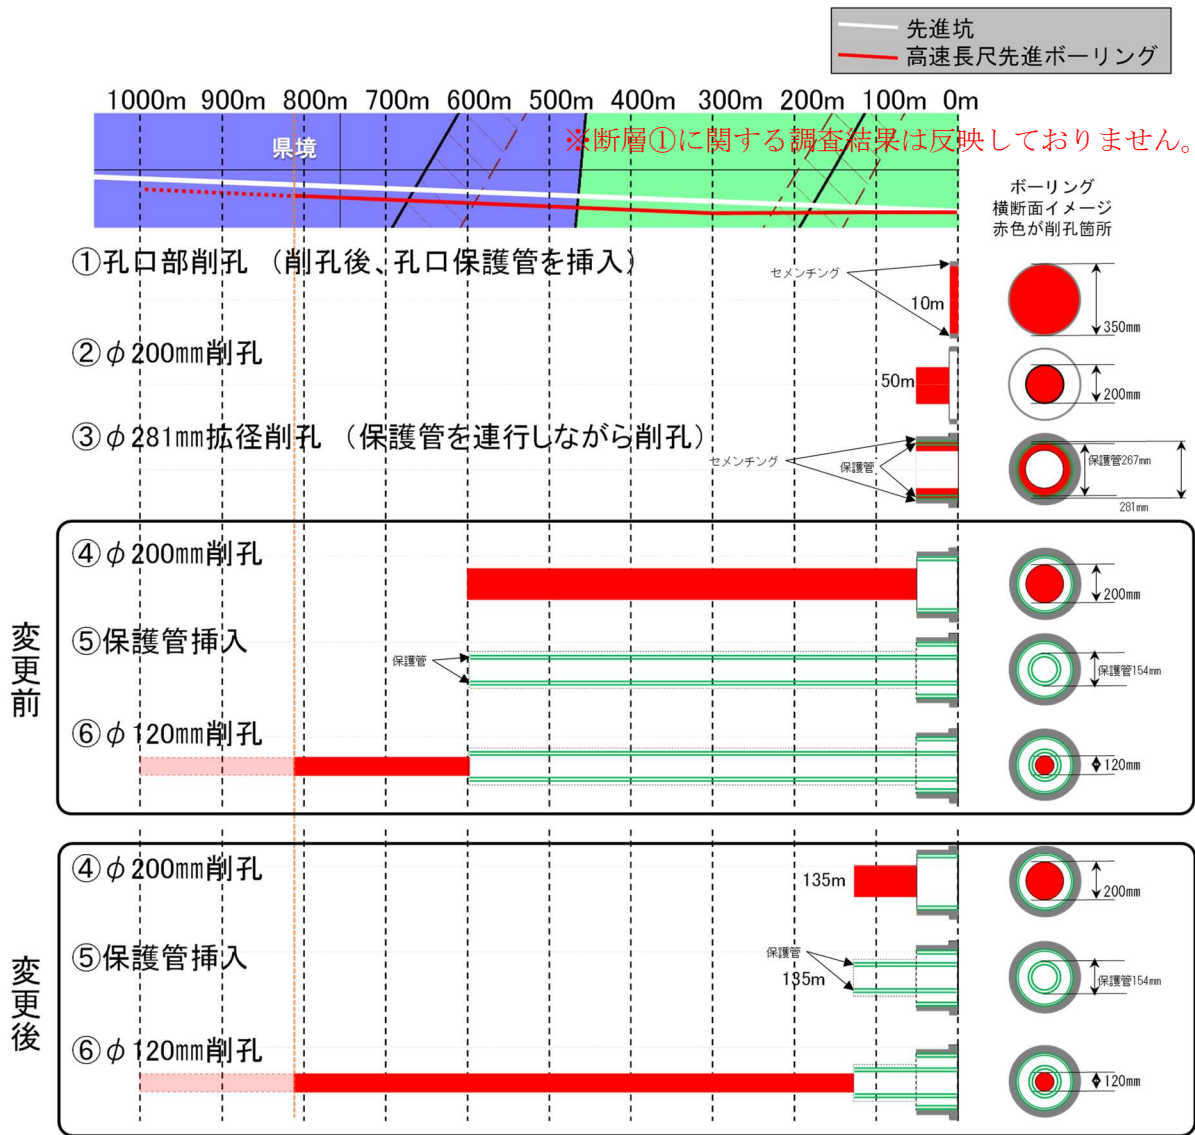 先進坑
高速長尺先進ボーリング
1000m 900m 800m 700m 600m 500m 400m 300m 200m 100m 0m
県境
※断層①に関する調査結果は反映しておりません。
ボーリング
横断面イメージ
赤色が削孔箇所
①孔口部削孔 (削孔後、孔口保護管を挿入)
セメンチング
10m
350mm
②φ200mm削孔
50m
200mm
③φ281mm拡径削孔 (保護管を連行しながら削孔)
セメンチング
保護管
保護管267mm
281mm
変更前
④φ200mm削孔
200mm
⑤保護管挿入
保護管
保護管154mm
⑥φ120mm削孔
120mm
変更後
④φ200mm削孔
135m
200mm
⑤保護管挿入
保護管
135m
保護管154mm
⑥φ120mm削孔
120mm